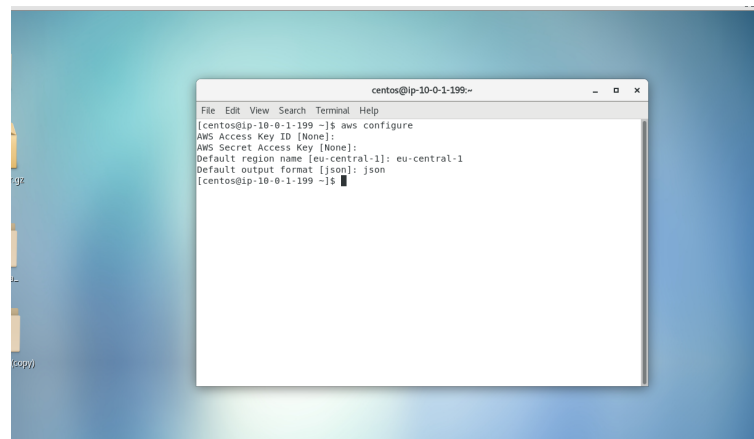 centos@ip-10-0-1-199:~
File Edit View Search Terminal Help
[centos@ip-10-0-1-199 ~]$ aws configure
AWS Access Key ID [None]:
AWS Secret Access Key [None]:
Default region name [eu-central-1]: eu-central-1
Default output format [json]: json
[centos@ip-10-0-1-199 ~]$
.gz
(copy)